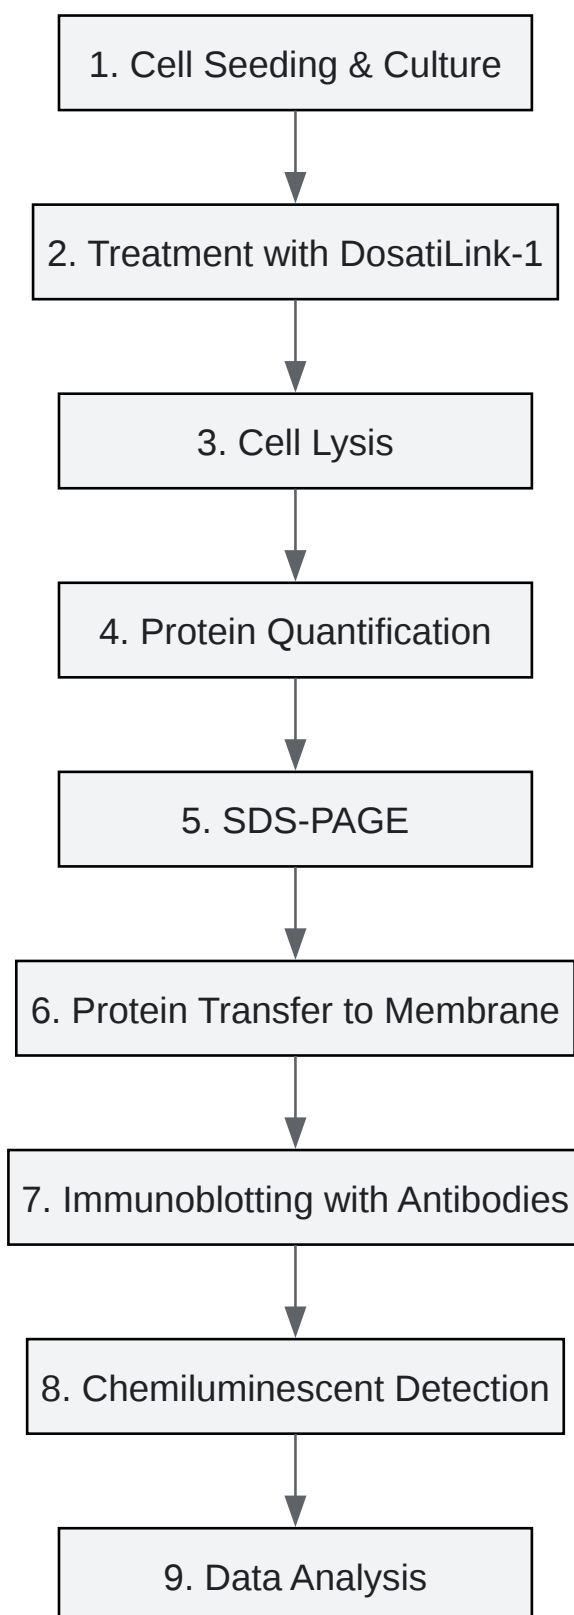 1. Cell Seeding & Culture
2. Treatment with DosatiLink-1
3. Cell Lysis
4. Protein Quantification
5. SDS-PAGE
6. Protein Transfer to Membrane
7. Immunoblotting with Antibodies
8. Chemiluminescent Detection
9. Data Analysis